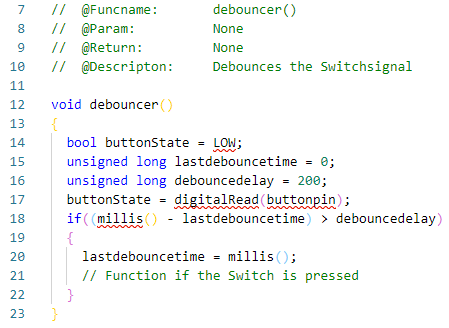 7 // @Funcname: debouncer()
8 // @Param: None
9 // @Return: None
10 // @Descripton: Debounces the Switchsignal
11
12 void debouncer()
13 {
14 bool buttonState = LOW;
15 unsigned long lastdebouncetime = 0;
16 unsigned long debouncedelay = 200;
17 buttonState = digitalRead(buttonpin);
18 if((millis() - lastdebouncetime) > debouncedelay)
19 {
20 lastdebouncetime = millis();
21 // Function if the Switch is pressed
22 }
23 }